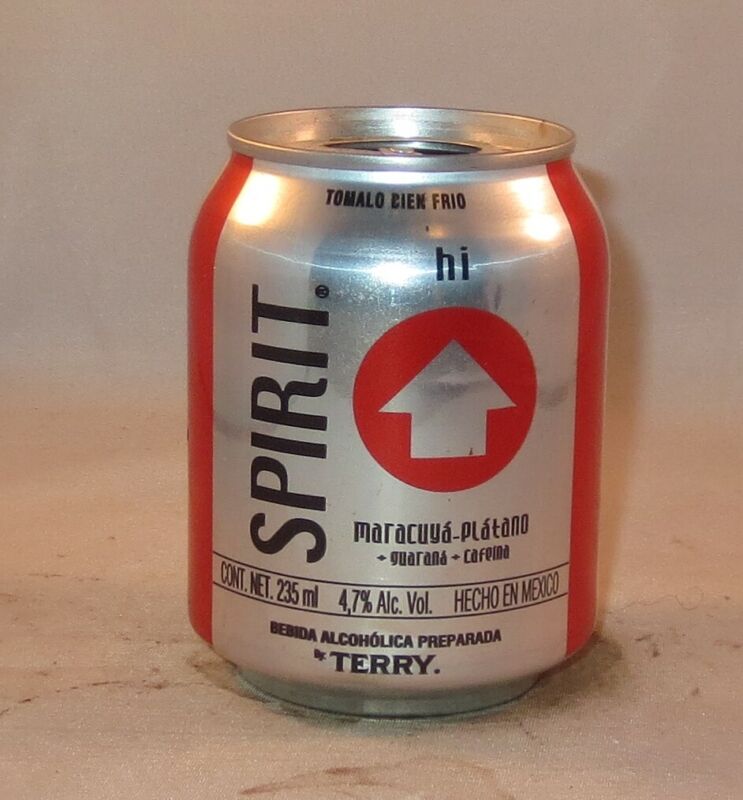 TOMALO BIEN FRIO
hi
SPIRIT®
maracuyá-plátano
+ guaraná + cafeína
CONT. NET. 235 ml 4,7% Alc. Vol. HECHO EN MEXICO
BEBIDA ALCOHÓLICA PREPARADA
by TERRY.